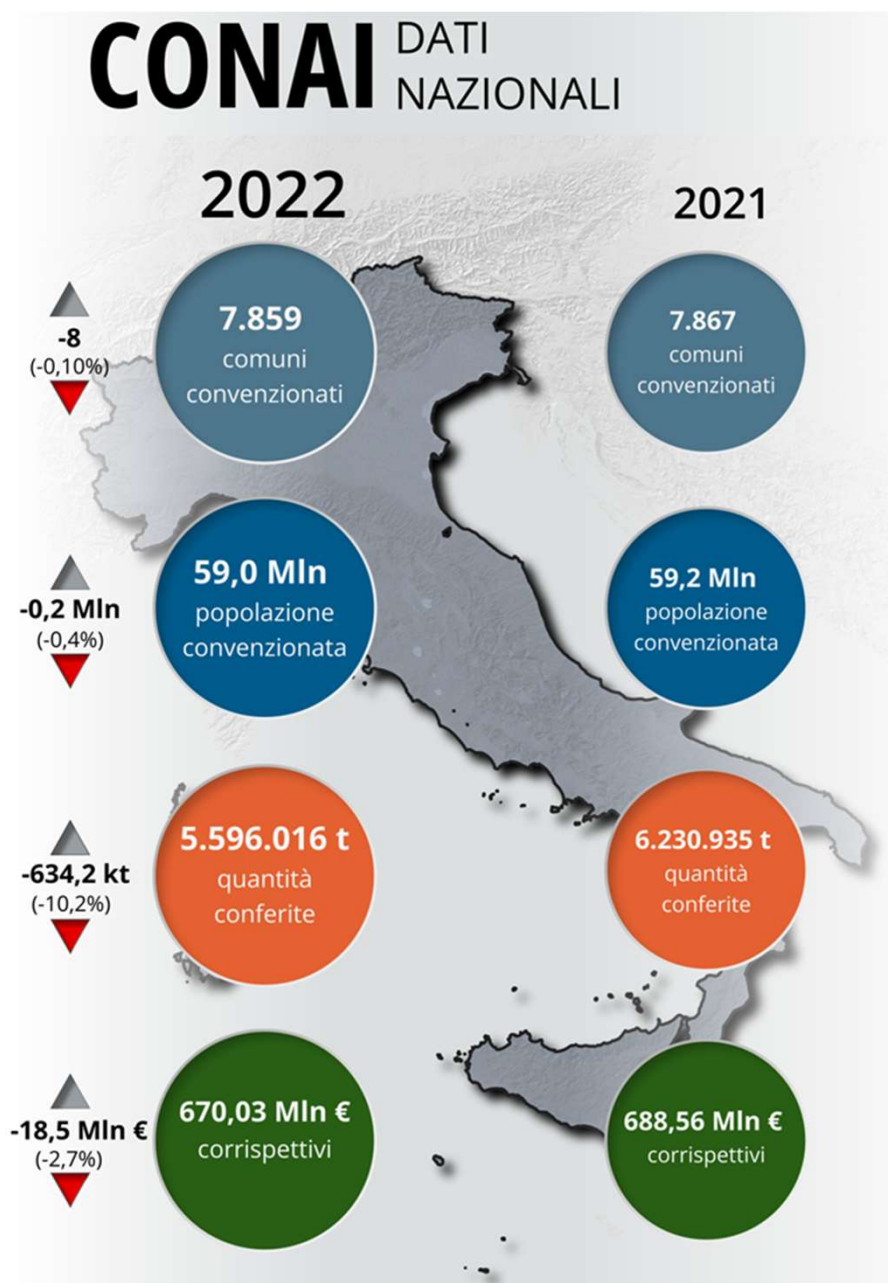 CONAI
DATI
NAZIONALI
2022
2021
-8
(-0,10%)
7.859
comuni
convenzionati
7.867
comuni
convenzionati
-0,2 Mln
(-0,4%)
59,0 Mln
popolazione
convenzionata
59,2 Mln
popolazione
convenzionata
-634,2 kt
(-10,2%)
5.596.016 t
quantità
conferite
6.230.935 t
quantità
conferite
-18,5 Mln €
(-2,7%)
670,03 Mln €
corrispettivi
688,56 Mln €
corrispettivi